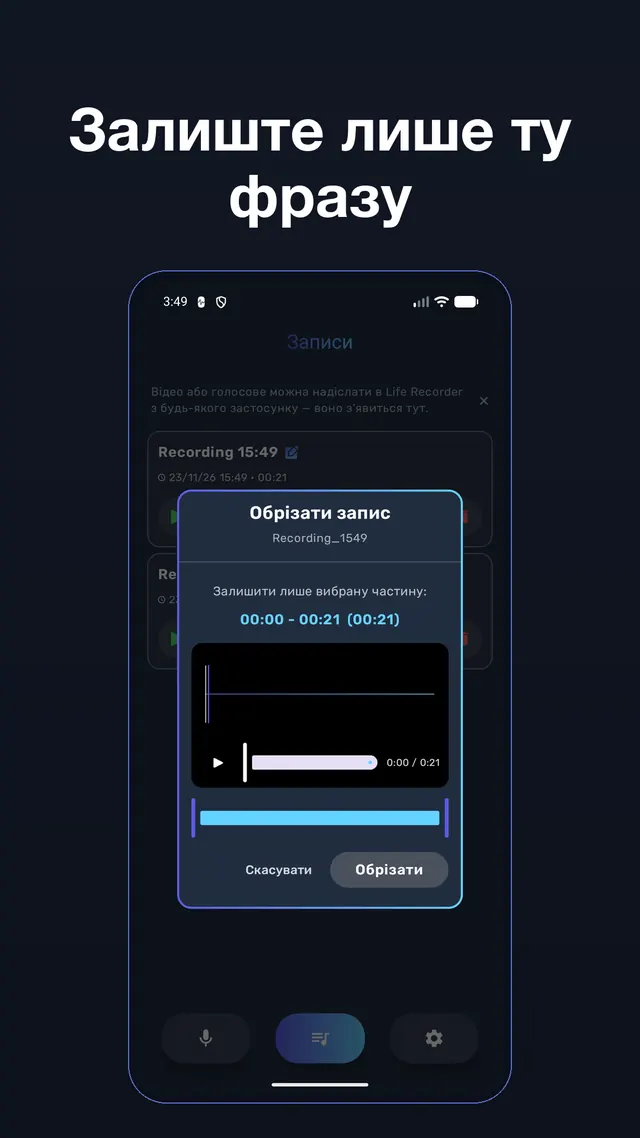 Залиште лише ту
фразу
3:49
Записи
Відео або голосове можна надіслати в Life Recorder
з будь-якого застосунку — воно з'явиться тут.
Recording 15:49
23/11/26 15:49 • 00:21
Обрізати запис
Recording_1549
Залишити лише вибрану частину:
00:00 - 00:21 (00:21)
0:00 / 0:21
Скасувати
Обрізати